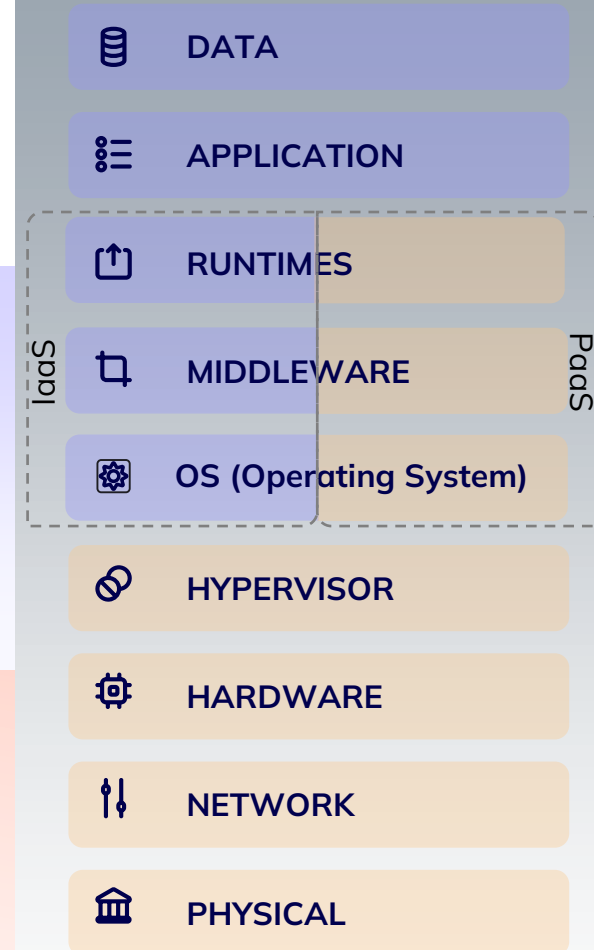 DATA
APPLICATION
RUNTIMES
IaaS
MIDDLEWARE
PaaS
OS (Operating System)
HYPERVISOR
HARDWARE
NETWORK
PHYSICAL